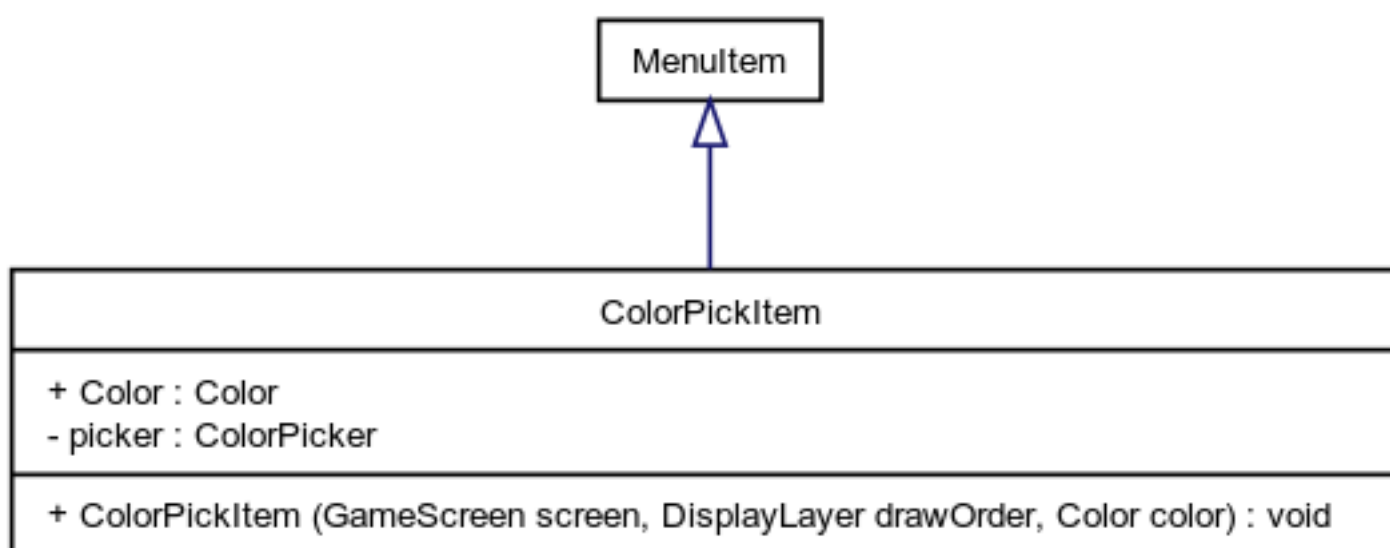 MenuItem
ColorPickItem
+ Color : Color
- picker : ColorPicker
+ ColorPickItem (GameScreen screen, DisplayLayer drawOrder, Color color) : void